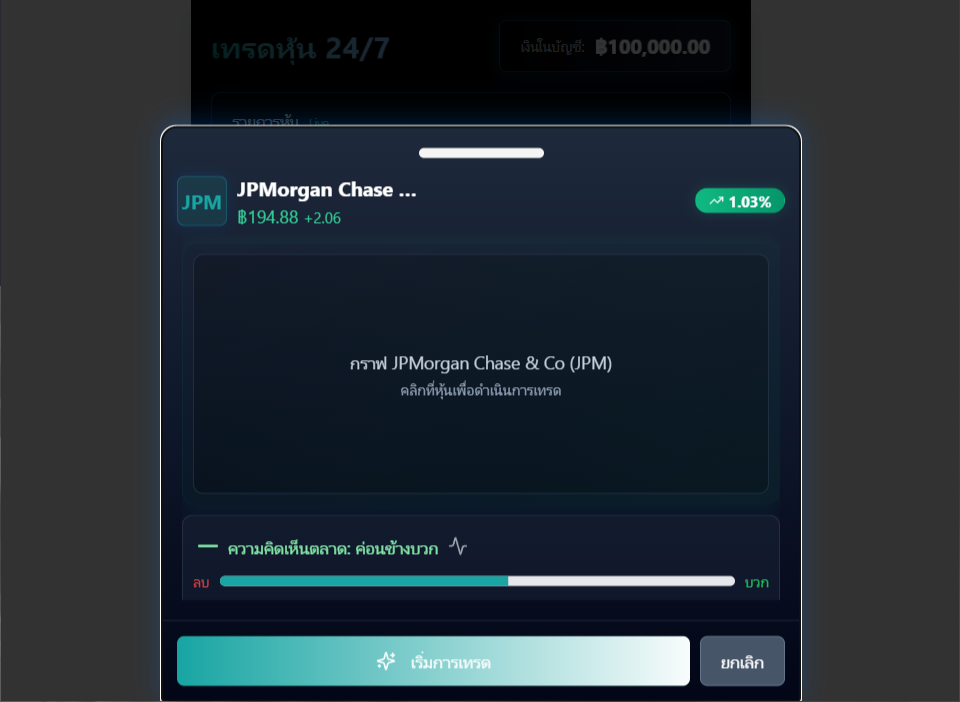 เทรดหุ้น 24/7
เงินในบัญชี: ฿100,000.00
รายการหุ้น Live
JPM
JPMorgan Chase ...
฿194.88 +2.06
1.03%
กราฟ JPMorgan Chase & Co (JPM)
คลิกที่หุ้นเพื่อดำเนินการเทรด
ความคิดเห็นตลาด: ค่อนข้างบวก
ลบ
บวก
เริ่มการเทรด
ยกเลิก